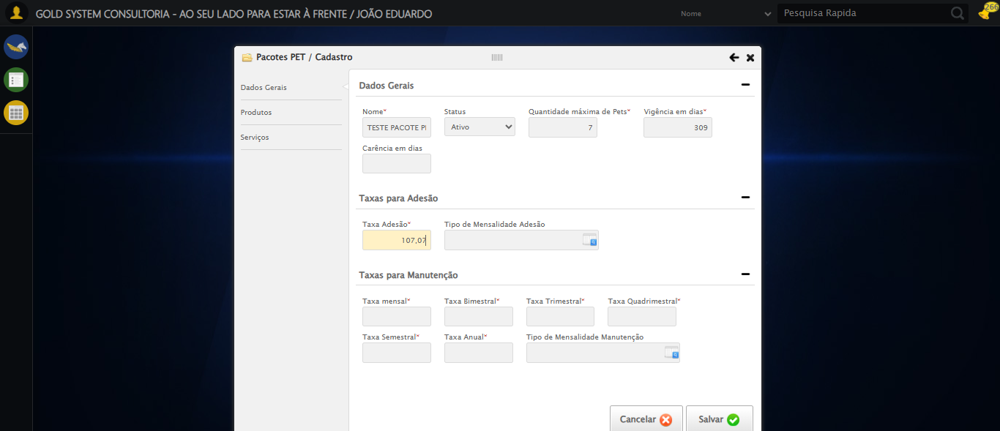 GOLD SYSTEM CONSULTORIA - AO SEU LADO PARA ESTAR À FRENTE / JOÃO EDUARDO
Nome
Pesquisa Rapida
266
Pacotes PET / Cadastro
Dados Gerais
Produtos
Serviços
Dados Gerais
Nome* Status Quantidade máxima de Pets* Vigência em dias*
TESTE PACOTE Ativo 7 309
Carência em dias
Taxas para Adesão
Taxa Adesão* Tipo de Mensalidade Adesão
107,07
Taxas para Manutenção
Taxa mensal* Taxa Bimestral* Taxa Trimestral* Taxa Quadrimestral*
Taxa Semestral* Taxa Anual* Tipo de Mensalidade Manutenção
Cancelar Salvar